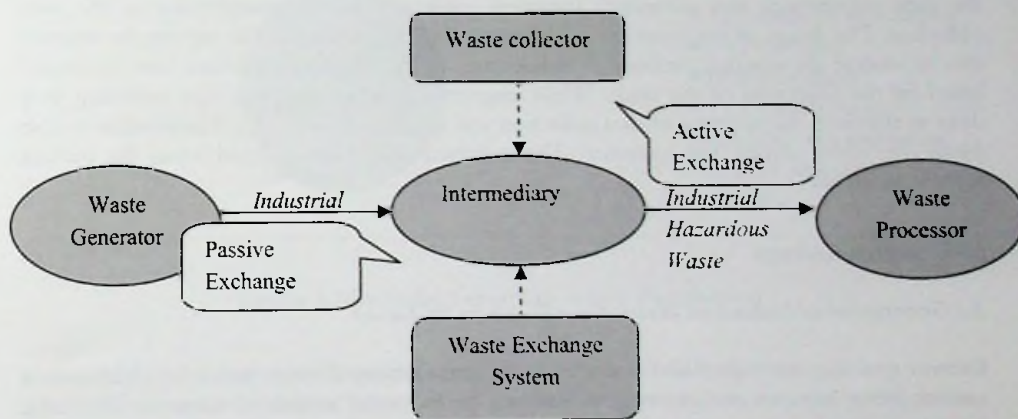 Waste collector
Active
Exchange
Waste
Generator
Industrial
Intermediary
Industrial
Hazardous
Waste
Waste
Processor
Passive
Exchange
Waste Exchange
System